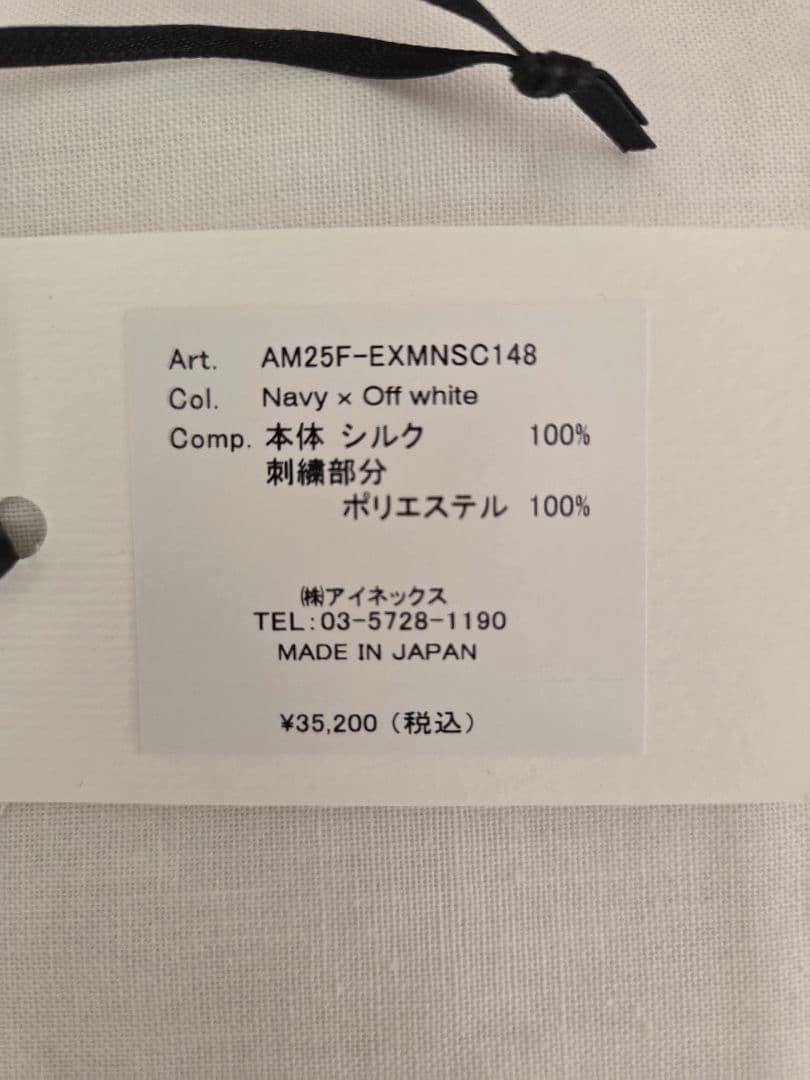 Art. AM25F-EXMNSC148
Col. Navy × Off white
Comp. 本体 シルク 100%
刺繍部分
ポリエステル 100%
㈱アイネックス
TEL:03-5728-1190
MADE IN JAPAN
¥35,200（税込）